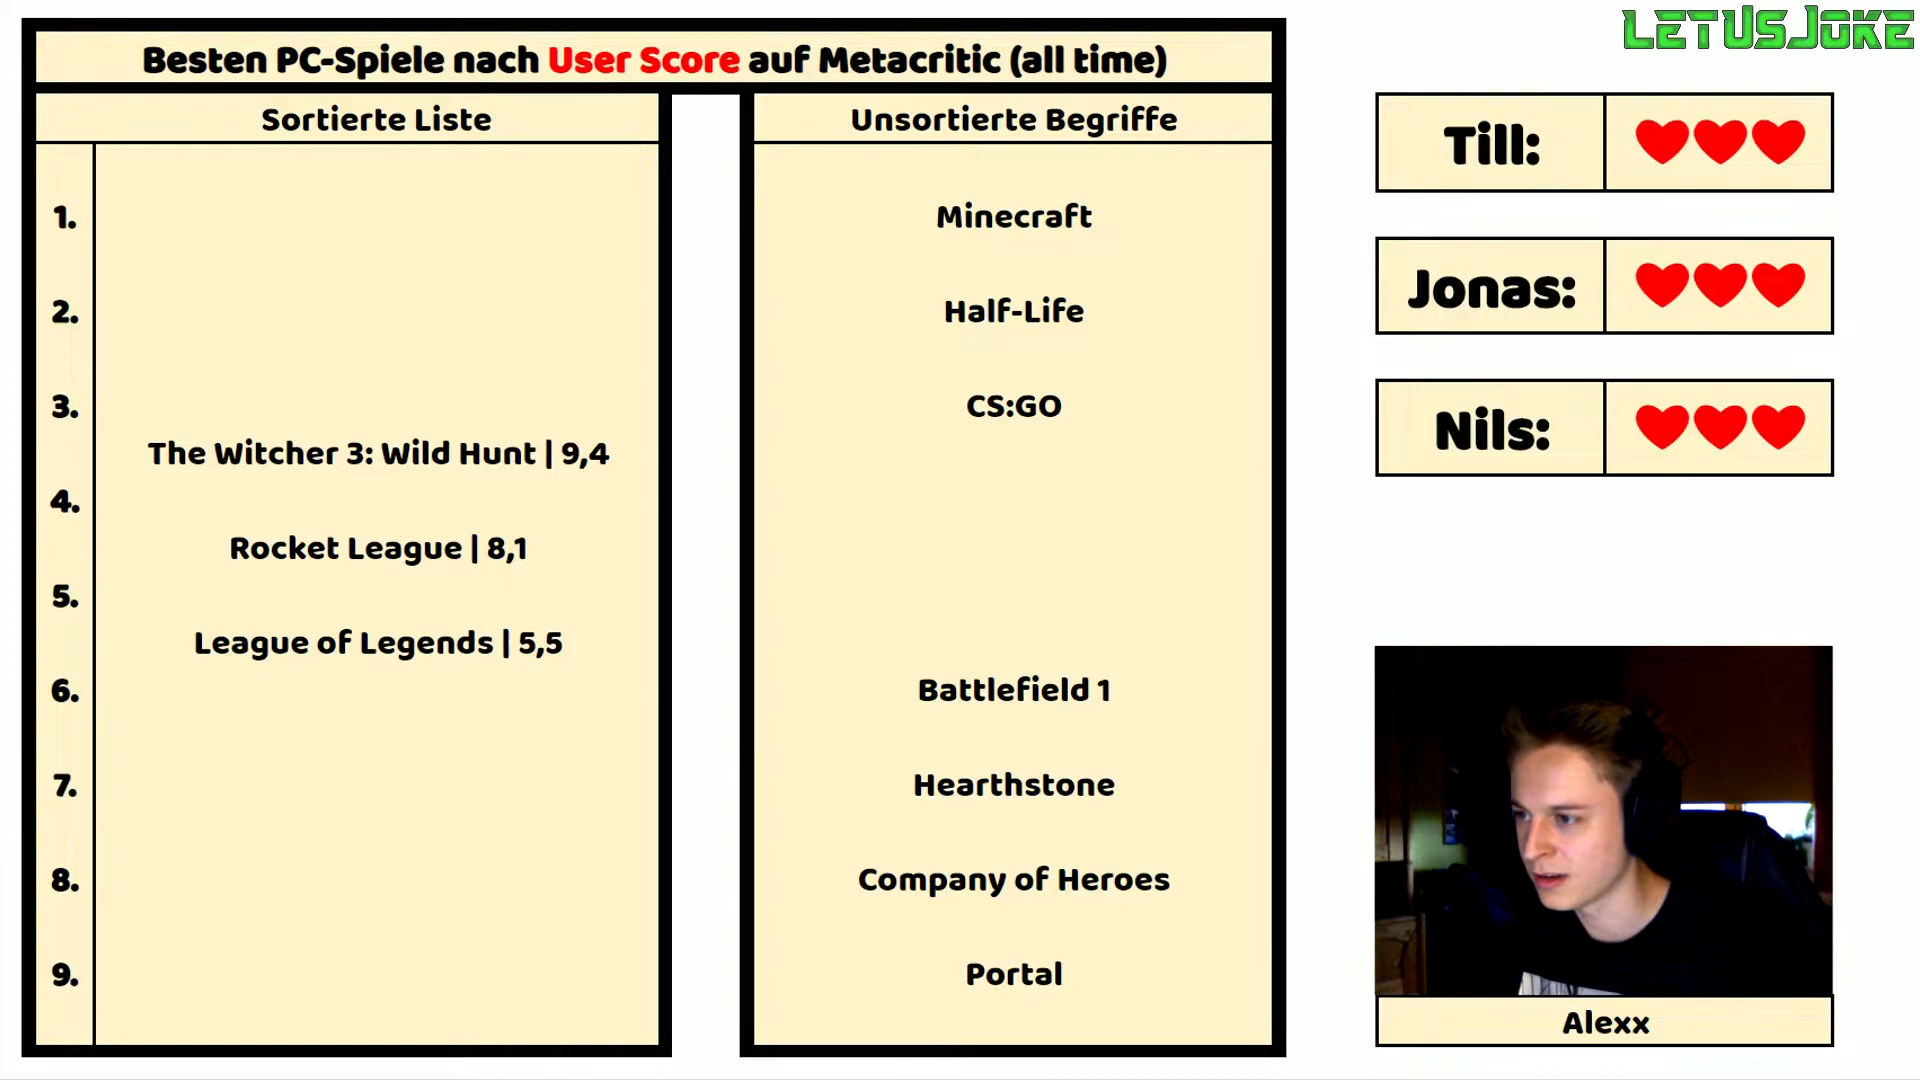 LETUSJOKE
Besten PC-Spiele nach User Score auf Metacritic (all time)
Sortierte Liste
1.
2.
3.
The Witcher 3: Wild Hunt | 9,4
4.
Rocket League | 8,1
5.
League of Legends | 5,5
6.
7.
8.
9.
Unsortierte Begriffe
Minecraft
Half-Life
CS:GO
Battlefield 1
Hearthstone
Company of Heroes
Portal
Till:
Jonas:
Nils:
Alexx